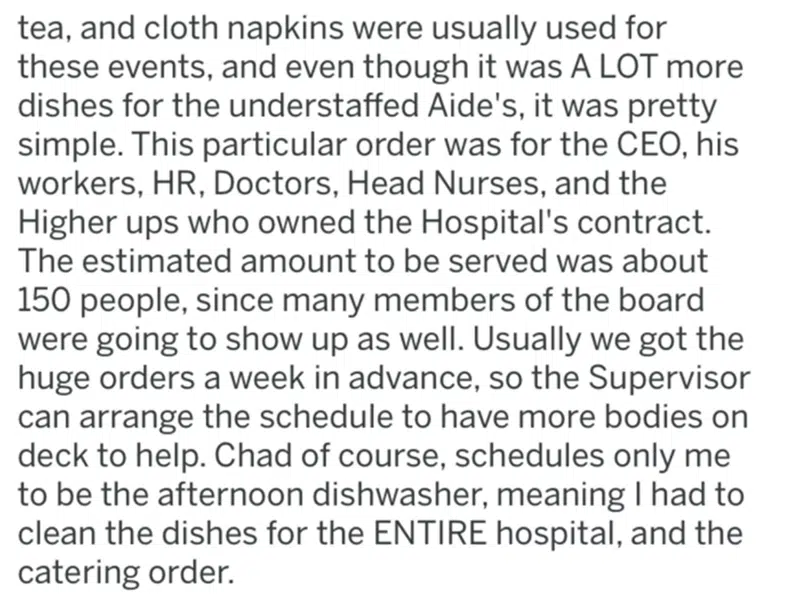 tea, and cloth napkins were usually used for
these events, and even though it was A LOT more
dishes for the understaffed Aide's, it was pretty
simple. This particular order was for the CEO, his
workers, HR, Doctors, Head Nurses, and the
Higher ups who owned the Hospital's contract.
The estimated amount to be served was about
150 people, since many members of the board
were going to show up as well. Usually we got the
huge orders a week in advance, so the Supervisor
can arrange the schedule to have more bodies on
deck to help. Chad of course, schedules only me
to be the afternoon dishwasher, meaning I had to
clean the dishes for the ENTIRE hospital, and the
catering order.